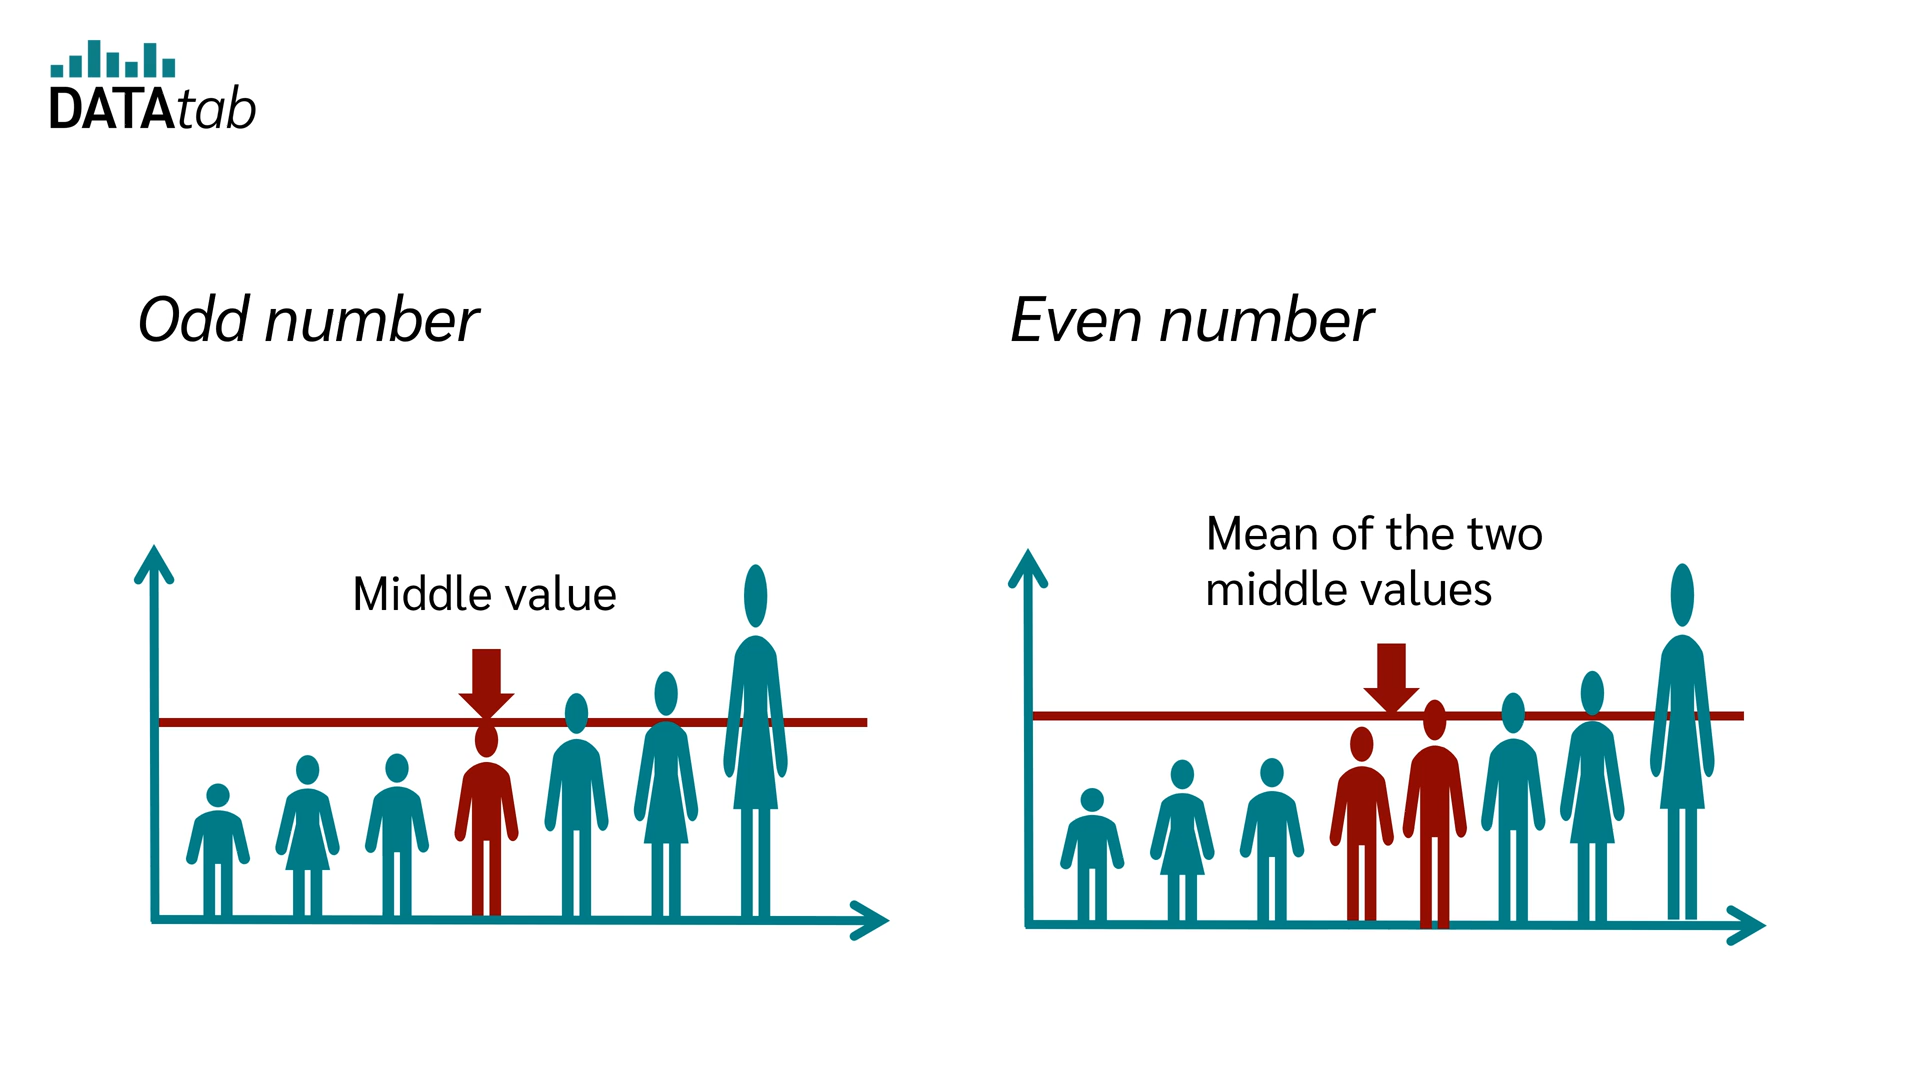 DATAtab
Odd number
Even number
Middle value
Mean of the two
middle values